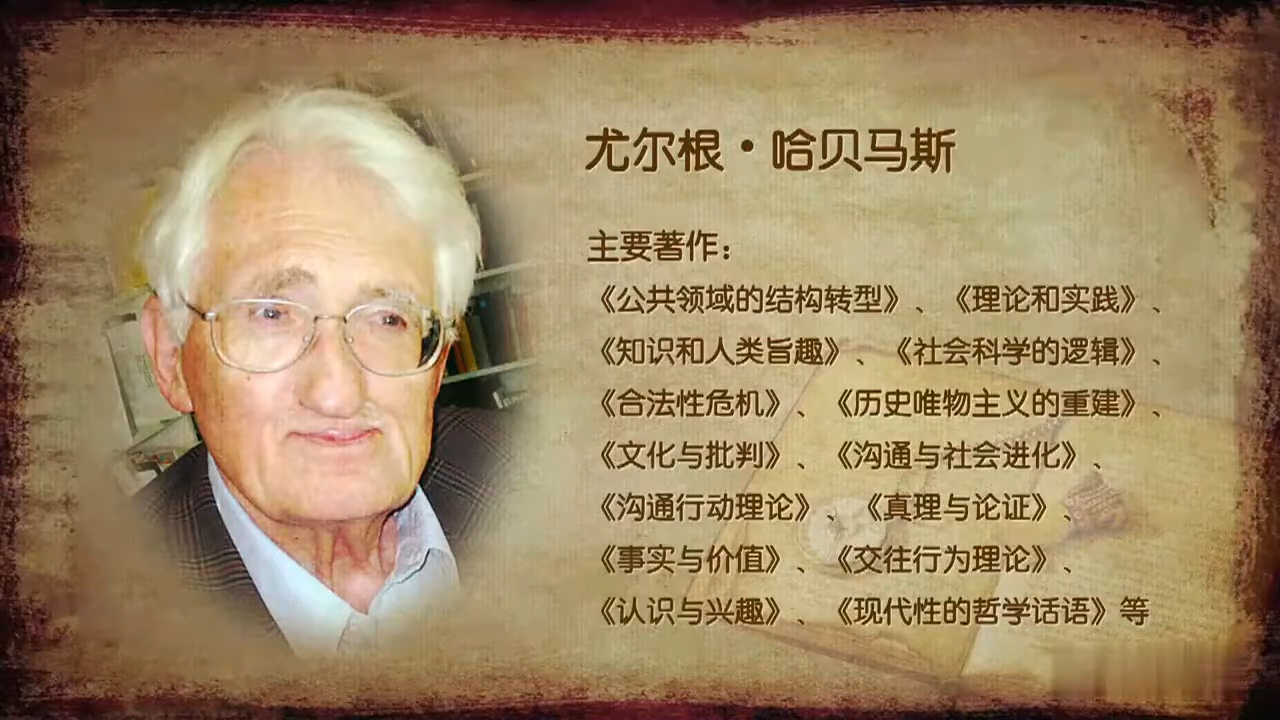 尤尔根·哈贝马斯
主要著作：
《公共领域的结构转型》、《理论和实践》、
《知识和人类旨趣》、《社会科学的逻辑》、
《合法性危机》、《历史唯物主义的重建》、
《文化与批判》、《沟通与社会进化》、
《沟通行动理论》、《真理与论证》、
《事实与价值》、《交往行为理论》、
《认识与兴趣》、《现代性的哲学话语》等